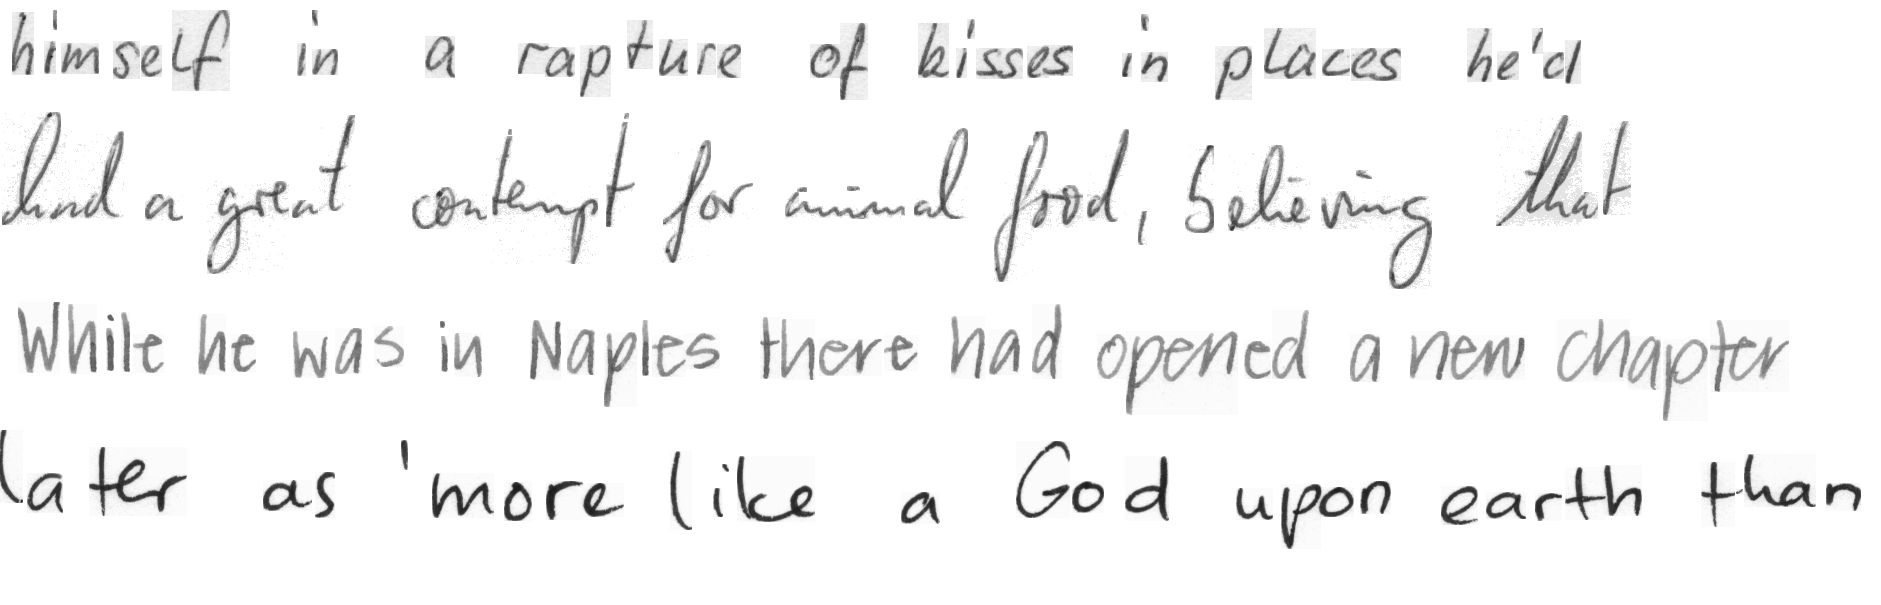 himself in a rapture of kisses in places he'd
had a great contempt for animal food, believing that
While he was in Naples there had opened a new chapter
later as 'more like a God upon earth than